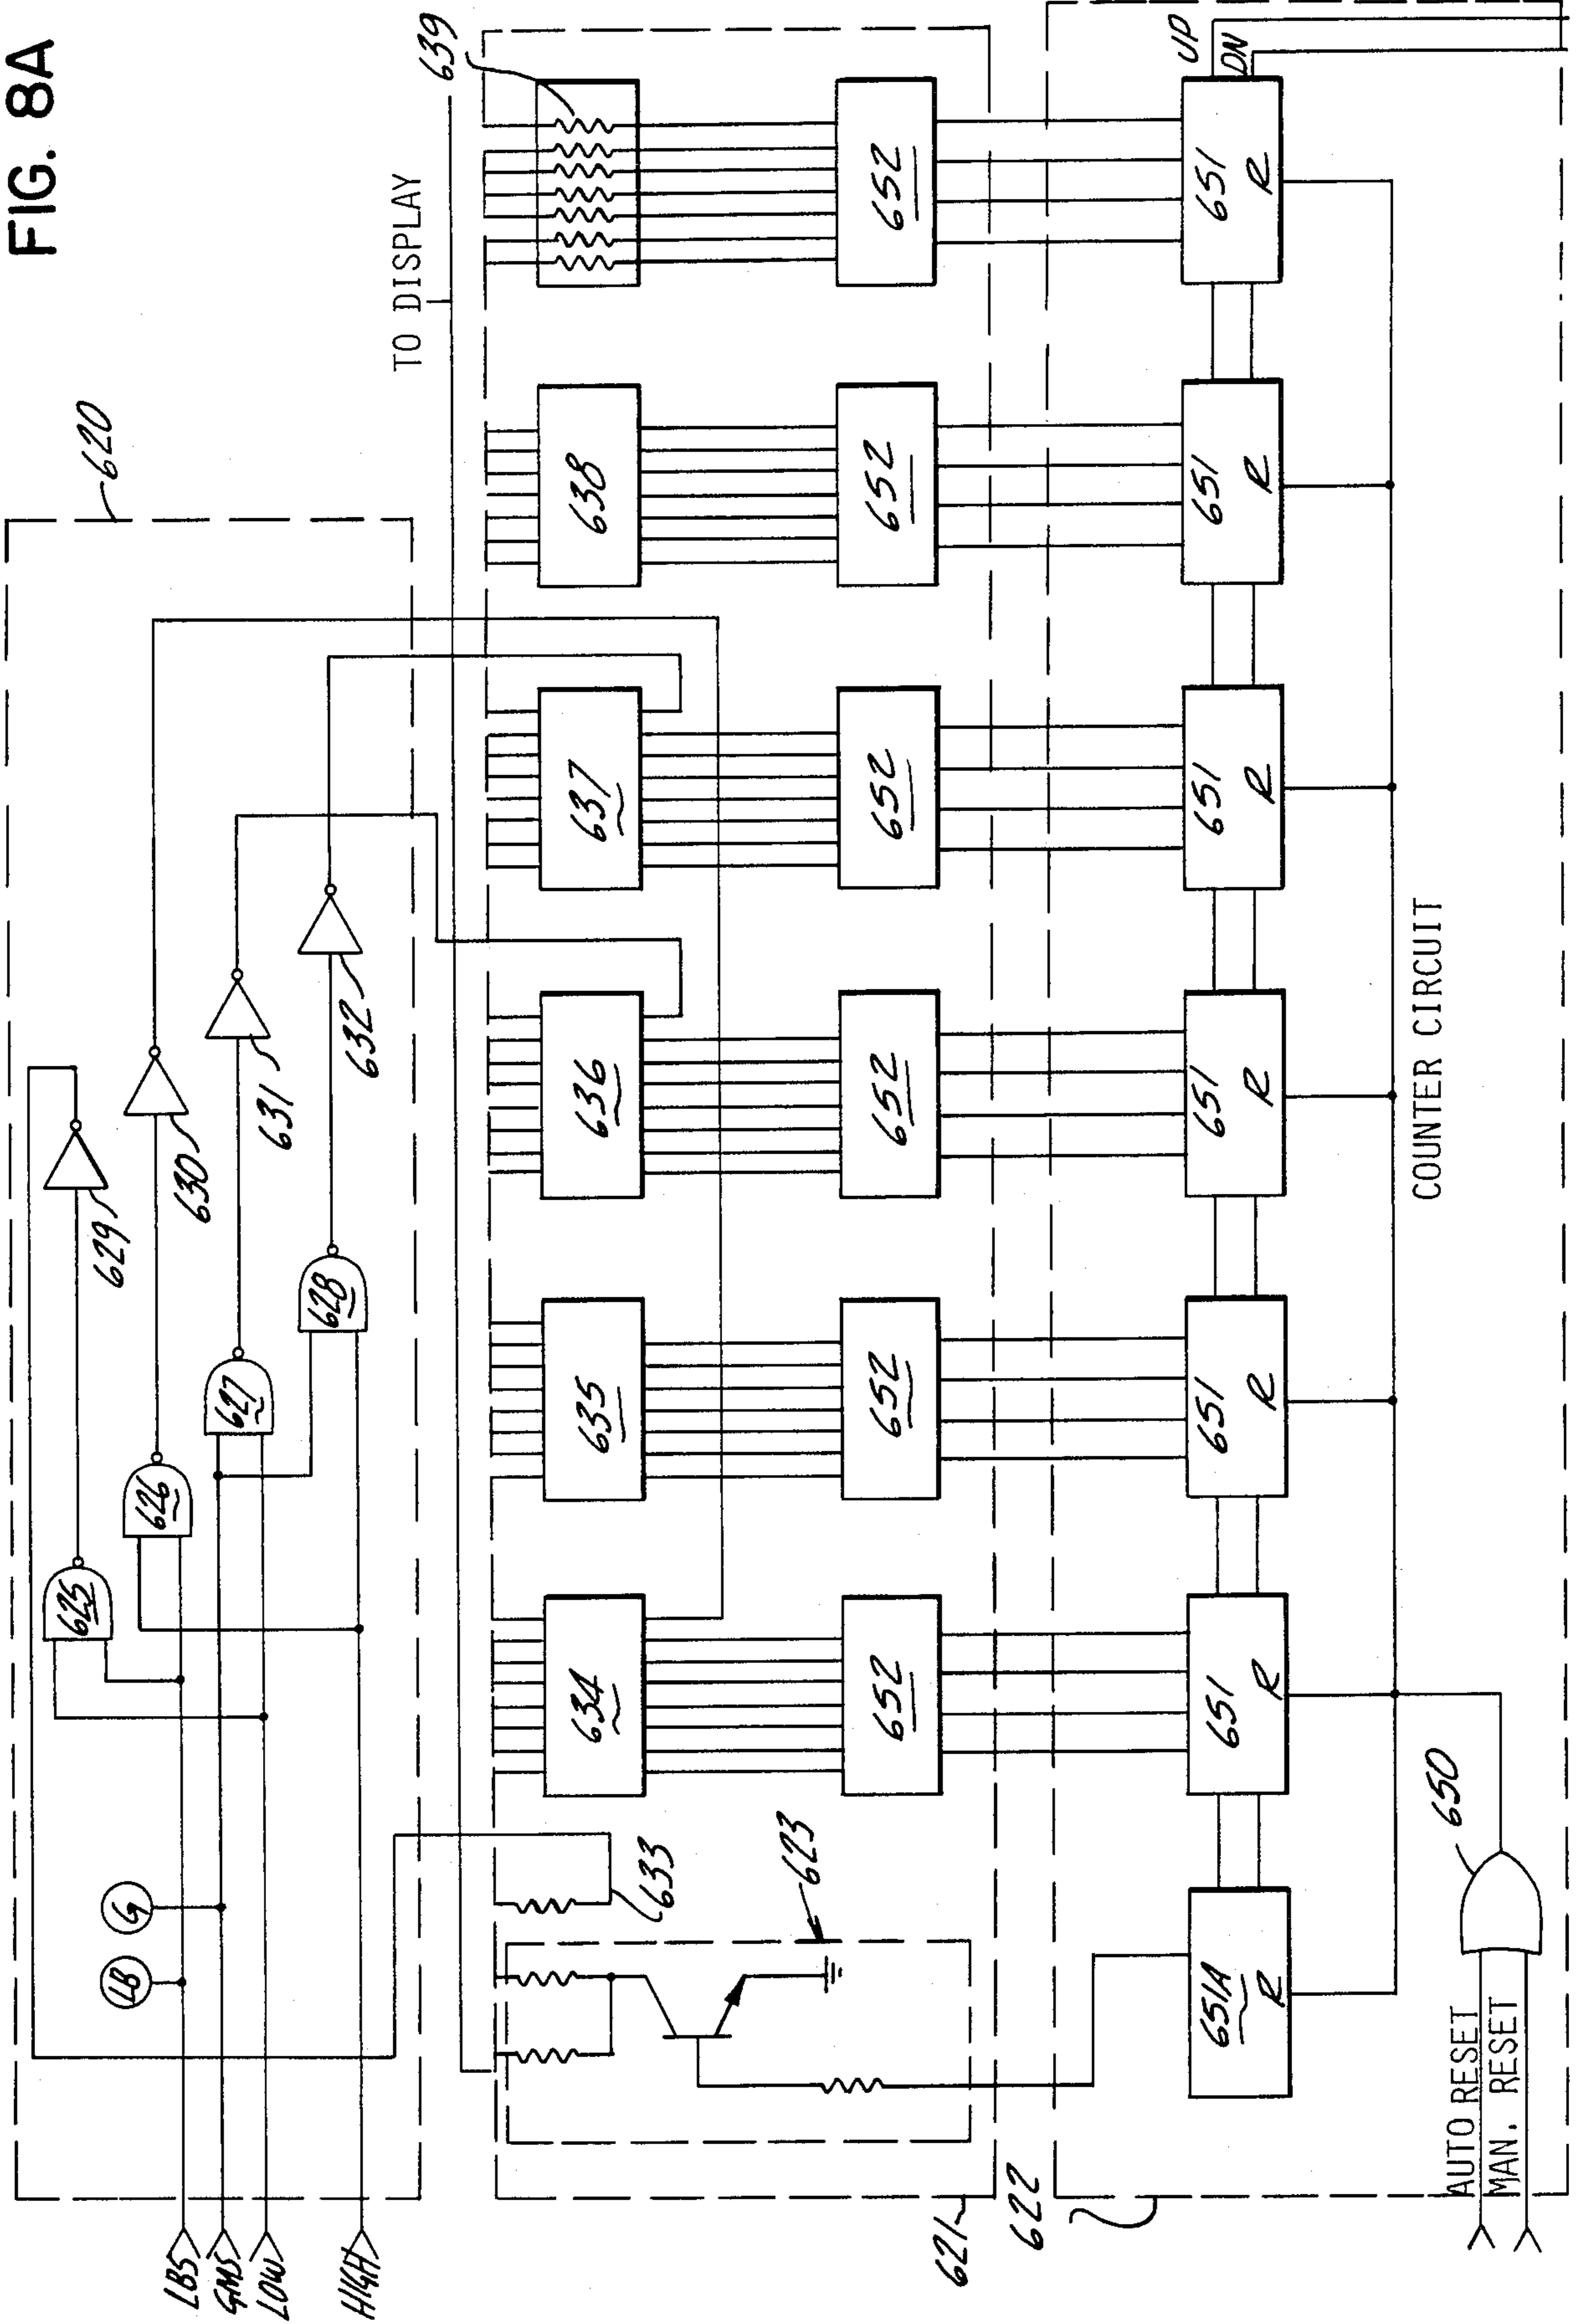 FIG. 8A
620
LB
G
LBS
GMS
LOW
HIGH
625
626
627
628
629
630
631
632
TO DISPLAY
639
633
634
635
636
637
638
623
652
652
652
652
652
652
621
622
651A
R
651
R
651
R
651
R
651
R
651
R
651
R
UP
DN
AUTO RESET
MAN. RESET
650
COUNTER CIRCUIT